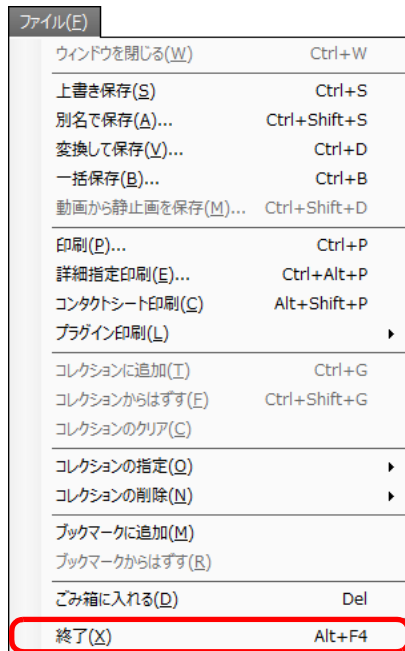 ファイル(F)
ウィンドウを閉じる(W) Ctrl+W
上書き保存(S) Ctrl+S
別名で保存(A)... Ctrl+Shift+S
変換して保存(V)... Ctrl+D
一括保存(B)... Ctrl+B
動画から静止画を保存(M)... Ctrl+Shift+D
印刷(P)... Ctrl+P
詳細指定印刷(E)... Ctrl+Alt+P
コンタクトシート印刷(C) Alt+Shift+P
プラグイン印刷(L)
コレクションに追加(T) Ctrl+G
コレクションからはずす(F) Ctrl+Shift+G
コレクションのクリア(C)
コレクションの指定(O)
コレクションの削除(N)
ブックマークに追加(M)
ブックマークからはずす(R)
ごみ箱に入れる(D) Del
終了(X) Alt+F4